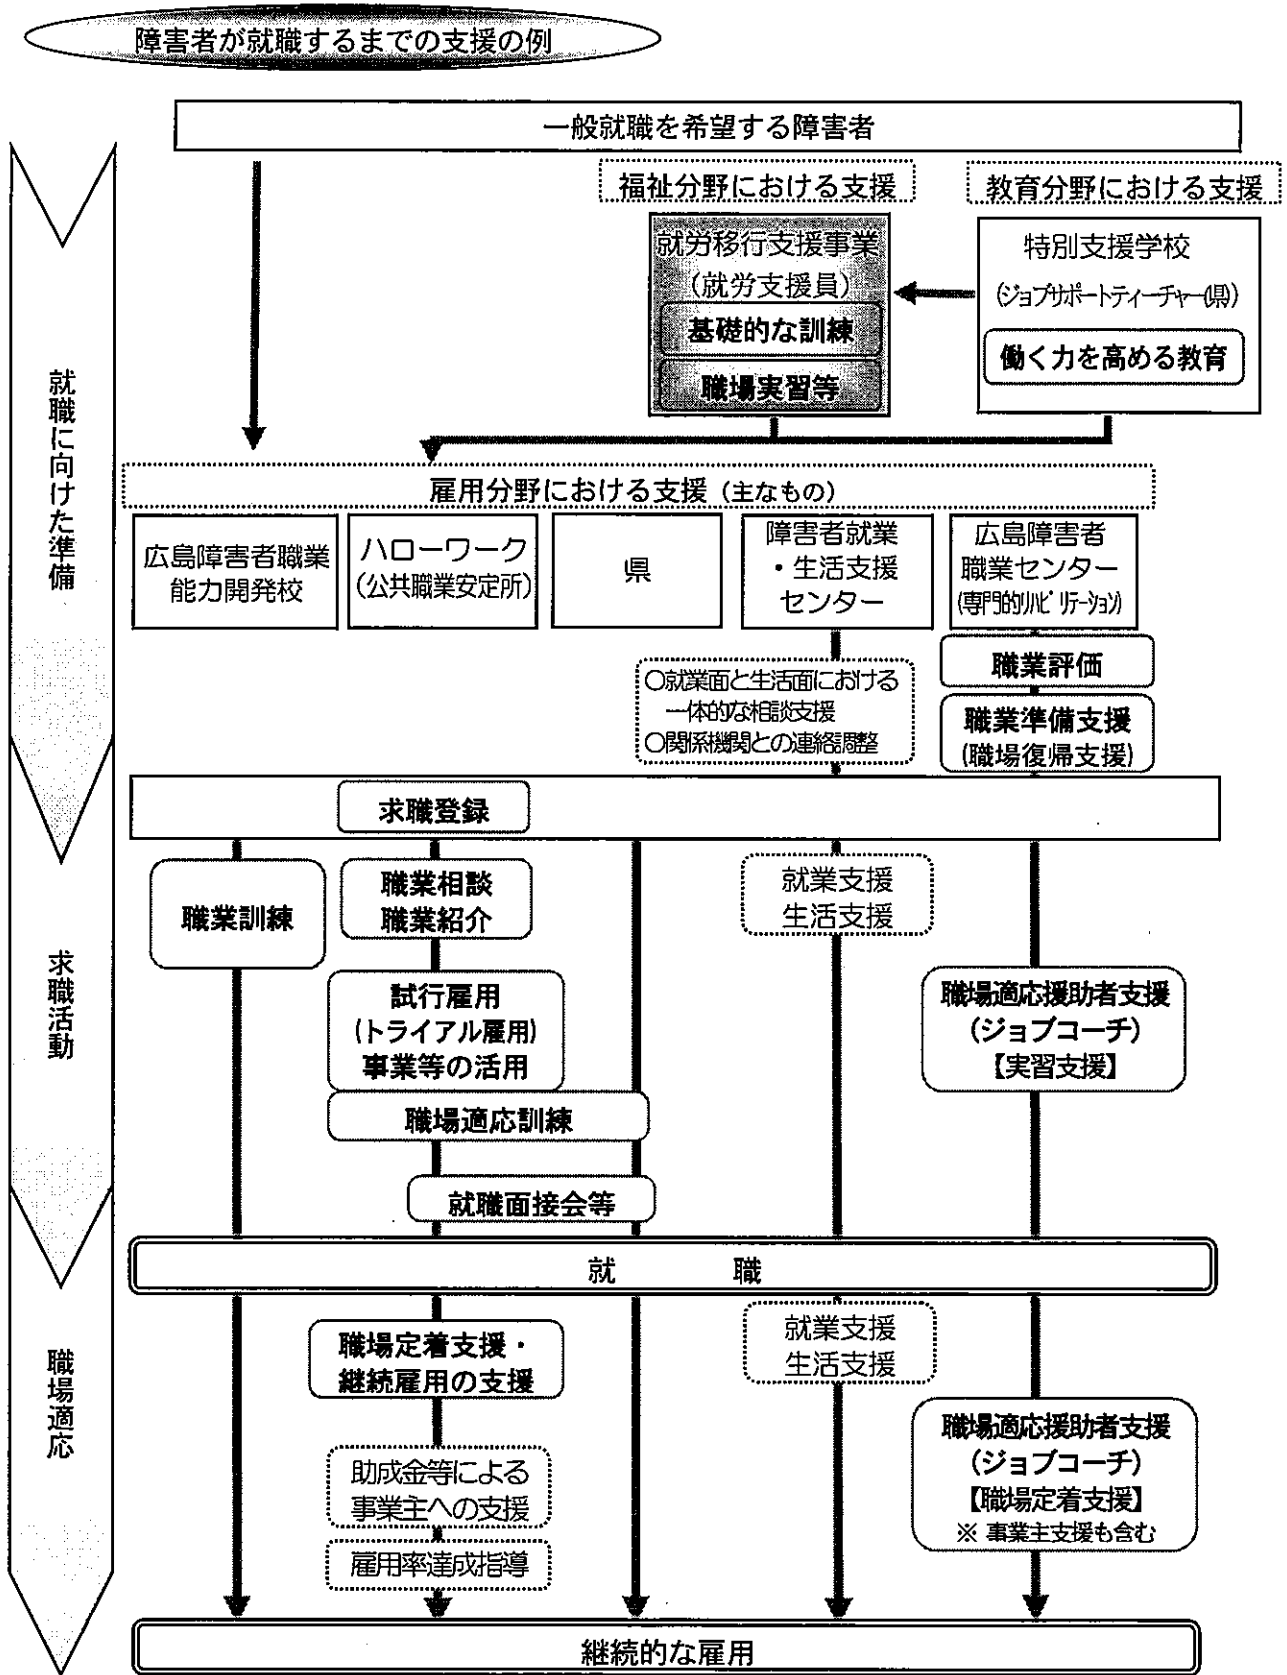 障害者が就職するまでの支援の例
一般就職を希望する障害者
福祉分野における支援
教育分野における支援
就労移行支援事業
(就労支援員)
基礎的な訓練
職場実習等
特別支援学校
(ジョブサポートティーチャー(県))
働く力を高める教育
就職に向けた準備
雇用分野における支援(主なもの)
広島障害者職業
能力開発校
ハローワーク
(公共職業安定所)
県
障害者就業
・生活支援
センター
広島障害者
職業センター
(専門的リハビリテーション)
○就業面と生活面における
一体的な相談支援
○関係機関との連絡調整
職業評価
職業準備支援
(職場復帰支援)
求職登録
求職活動
職業訓練
職業相談
職業紹介
試行雇用
(トライアル雇用)
事業等の活用
職場適応訓練
就職面接会等
就業支援
生活支援
職場適応援助者支援
(ジョブコーチ)
【実習支援】
就 職
職場適応
職場定着支援・
継続雇用の支援
助成金等による
事業主への支援
雇用率達成指導
就業支援
生活支援
職場適応援助者支援
(ジョブコーチ)
【職場定着支援】
※ 事業主支援も含む
継続的な雇用